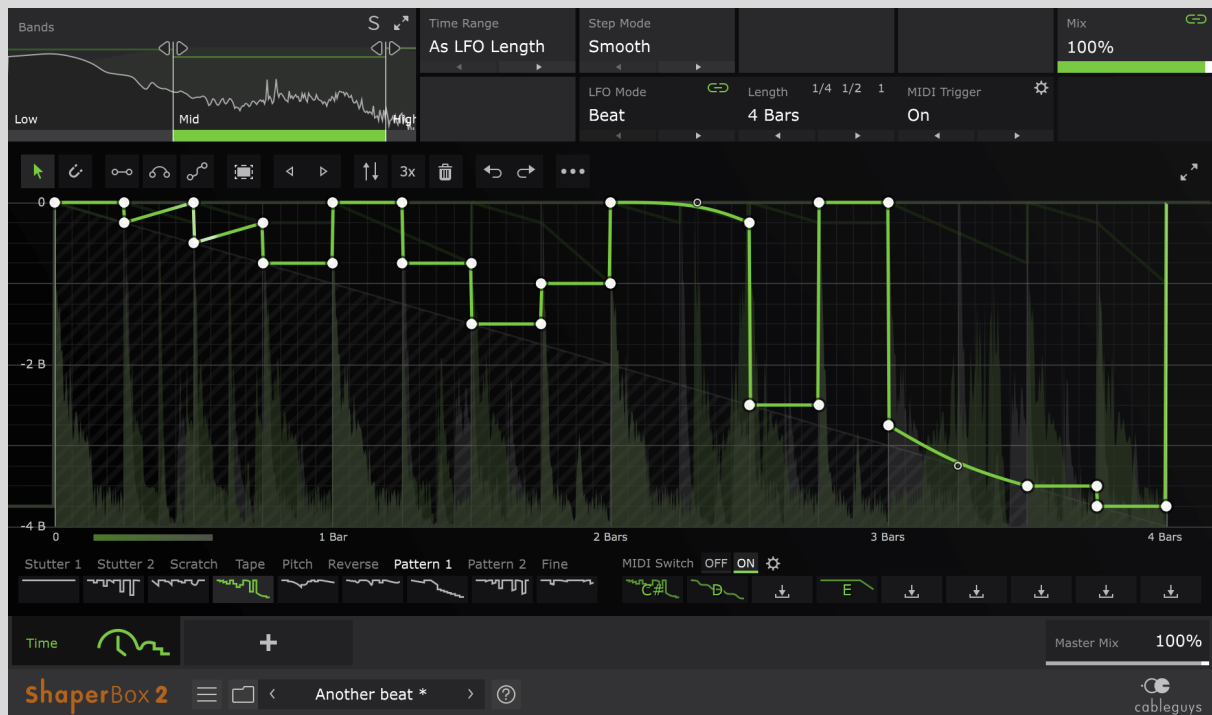 Bands S
Time Range
As LFO Length
Step Mode
Smooth
Mix
100%
Low
Mid
High
LFO Mode
Beat
Length 1/4 1/2 1
4 Bars
MIDI Trigger
On
3x
0
-2 B
-4 B
0 1 Bar 2 Bars 3 Bars 4 Bars
Stutter 1 Stutter 2 Scratch Tape Pitch Reverse Pattern 1 Pattern 2 Fine MIDI Switch OFF ON
C# D E
Time
+
Master Mix 100%
ShaperBox 2
Another beat *
?
cableguys